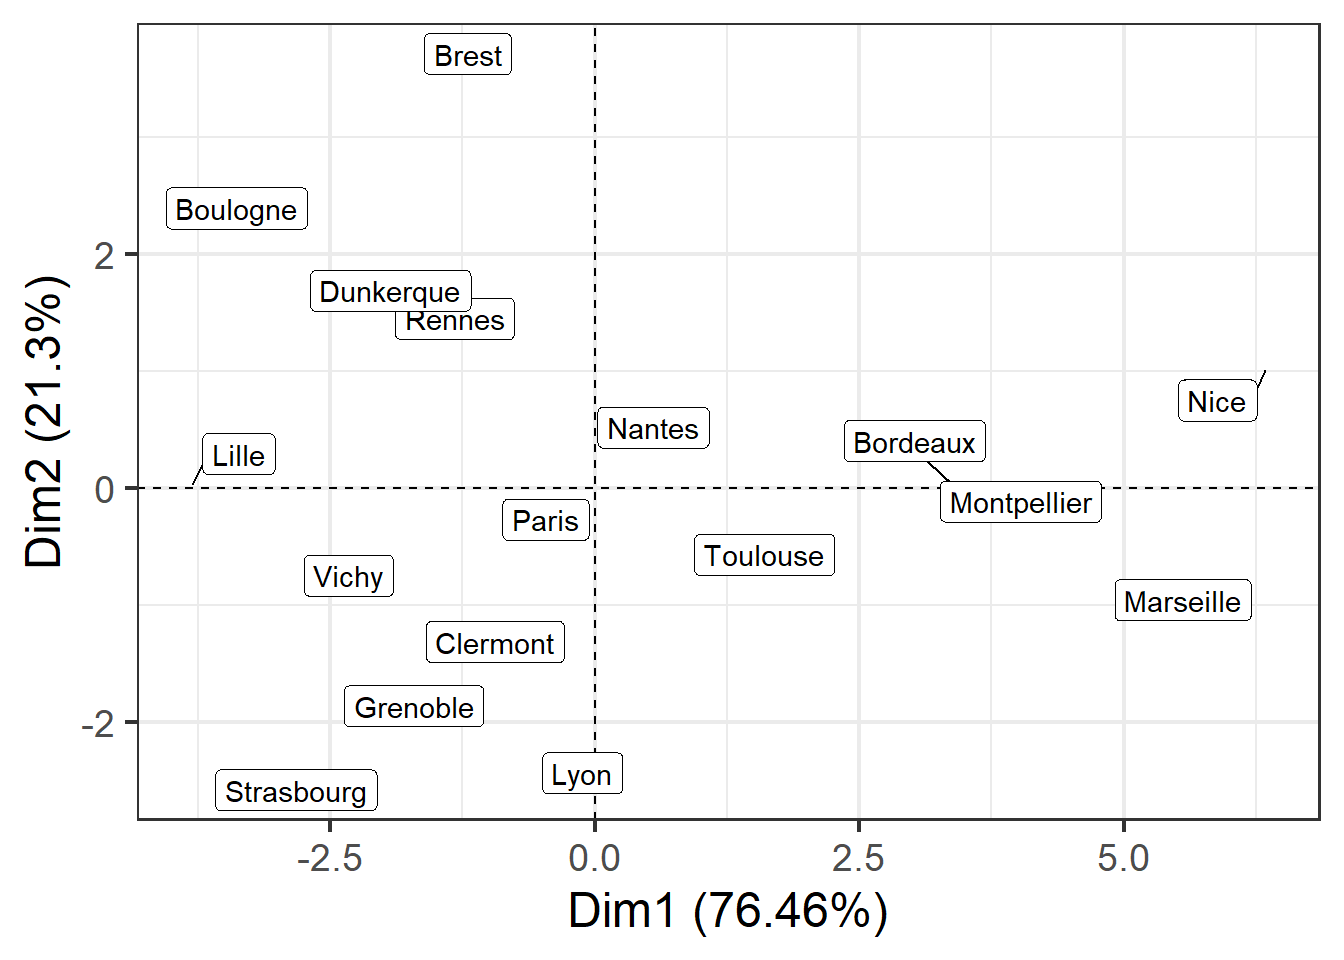 Brest
Boulogne
2
Dunkerque
Rennes
Nice
Nantes
Bordeaux
Lille
0
Montpellier
Paris
Toulouse
Vichy
Marseille
Clermont
Grenoble
-2
Lyon
Strasbourg
-2.5 0.0 2.5 5.0
Dim1 (76.46%)
Dim2 (21.3%)